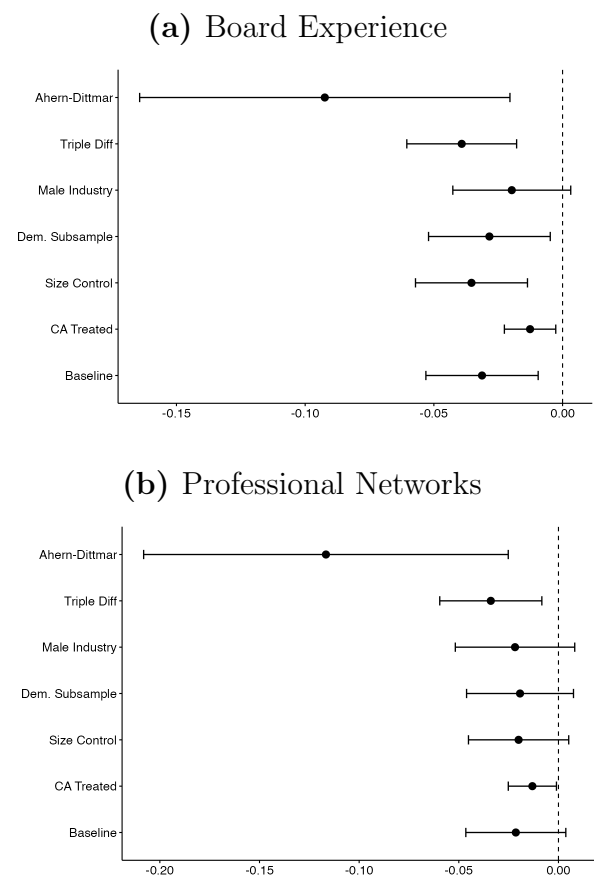 (a) Board Experience
Ahern-Dittmar
Triple Diff
Male Industry
Dem. Subsample
Size Control
CA Treated
Baseline
-0.15 -0.10 -0.05 0.00
(b) Professional Networks
Ahern-Dittmar
Triple Diff
Male Industry
Dem. Subsample
Size Control
CA Treated
Baseline
-0.20 -0.15 -0.10 -0.05 0.00